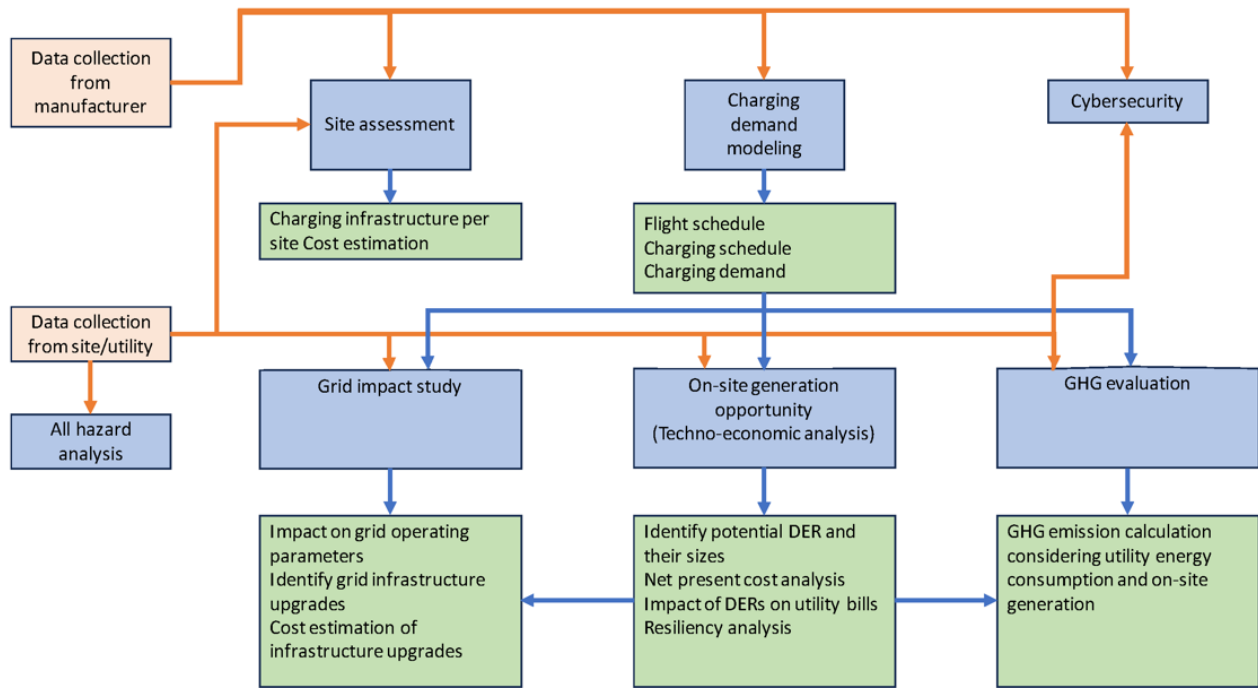 Data collection
from
manufacturer
Site assessment
Charging
demand
modeling
Cybersecurity
Charging infrastructure per
site Cost estimation
Flight schedule
Charging schedule
Charging demand
Data collection
from site/utility
All hazard
analysis
Grid impact study
On-site generation
opportunity
(Techno-economic analysis)
GHG evaluation
Impact on grid operating
parameters
Identify grid infrastructure
upgrades
Cost estimation of
infrastructure upgrades
Identify potential DER and
their sizes
Net present cost analysis
Impact of DERs on utility bills
Resiliency analysis
GHG emission calculation
considering utility energy
consumption and on-site
generation